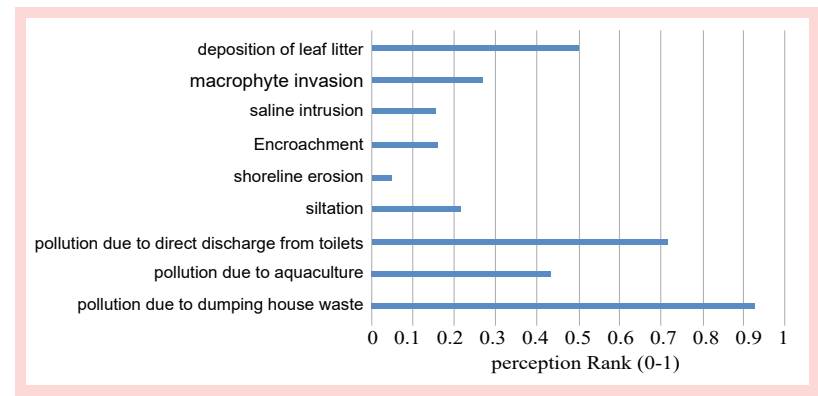 deposition of leaf litter
macrophyte invasion
saline intrusion
Encroachment
shoreline erosion
siltation
pollution due to direct discharge from toilets
pollution due to aquaculture
pollution due to dumping house waste
0 0.1 0.2 0.3 0.4 0.5 0.6 0.7 0.8 0.9 1
perception Rank (0-1)